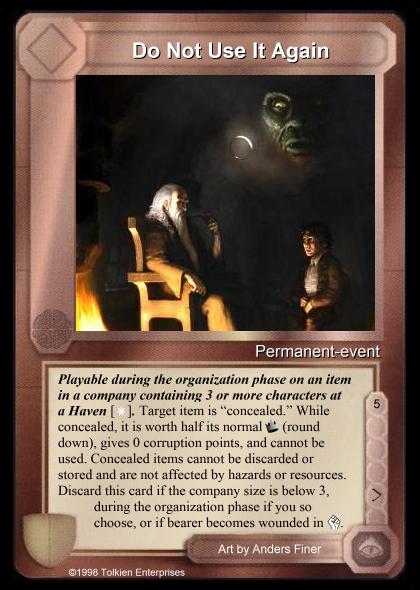 Do Not Use It Again
Permanent-event
Playable during the organization phase on an item
in a company containing 3 or more characters at
a Haven [ ]. Target item is “concealed.” While
concealed, it is worth half its normal (round
down), gives 0 corruption points, and cannot be
used. Concealed items cannot be discarded or
stored and are not affected by hazards or resources.
Discard this card if the company size is below 3,
during the organization phase if you so
choose, or if bearer becomes wounded in .
5
Art by Anders Finer
©1998 Tolkien Enterprises